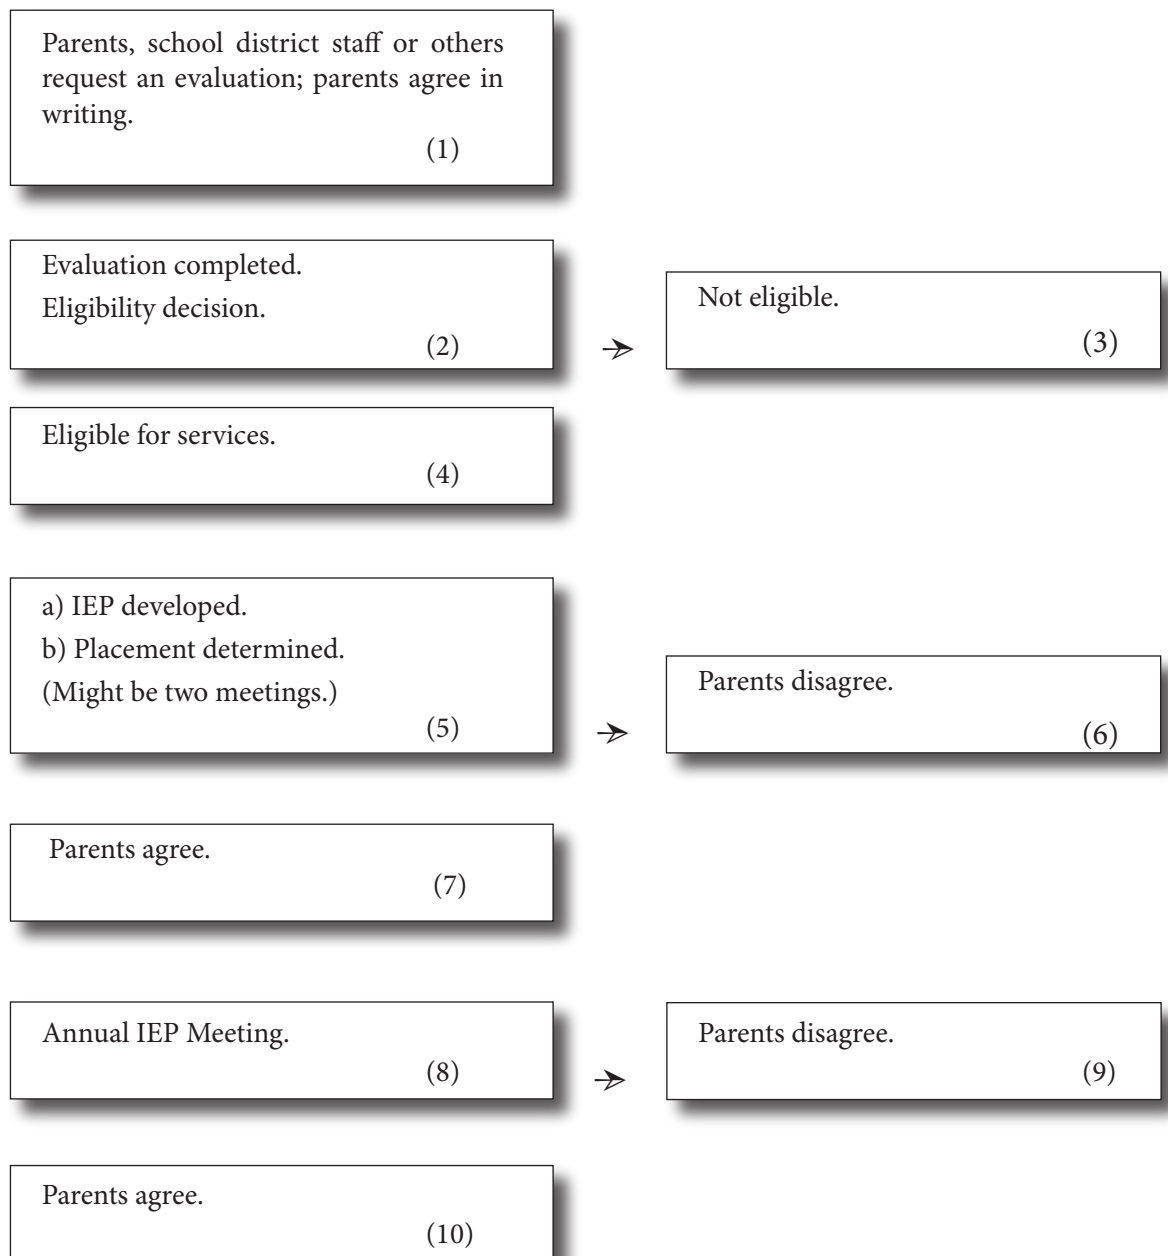 Parents, school district staff or others
request an evaluation; parents agree in
writing.
(1)
Evaluation completed.
Eligibility decision.
(2)
Not eligible.
(3)
Eligible for services.
(4)
a) IEP developed.
b) Placement determined.
(Might be two meetings.)
(5)
Parents disagree.
(6)
Parents agree.
(7)
Annual IEP Meeting.
(8)
Parents disagree.
(9)
Parents agree.
(10)